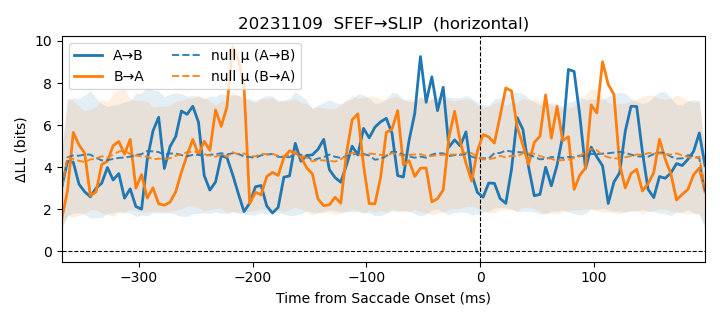 20231109  SFEF→SLIP  (horizontal)
A→B
B→A
null μ (A→B)
null μ (B→A)
ΔLL (bits)
10
8
6
4
2
0
−300
−200
−100
0
100
Time from Saccade Onset (ms)